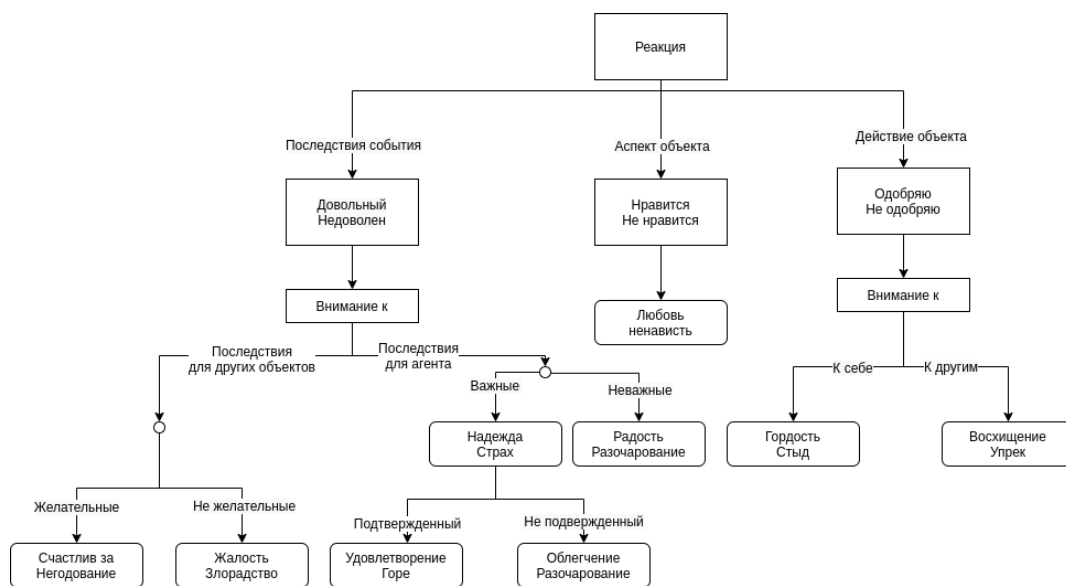 Реакция
Последствия события
Аспект объекта
Действие объекта
Довольный
Недоволен
Нравится
Не нравится
Одобряю
Не одобряю
Внимание к
Любовь
ненависть
Внимание к
Последствия
для других объектов
Последствия
для агента
Важные
Неважные
К себе
К другим
Надежда
Страх
Радость
Разочарование
Гордость
Стыд
Восхищение
Упрек
Желательные
Не желательные
Подтвержденный
Не подвержденный
Счастлив за
Негодование
Жалость
Злорадство
Удовлетворение
Горе
Облегчение
Разочарование